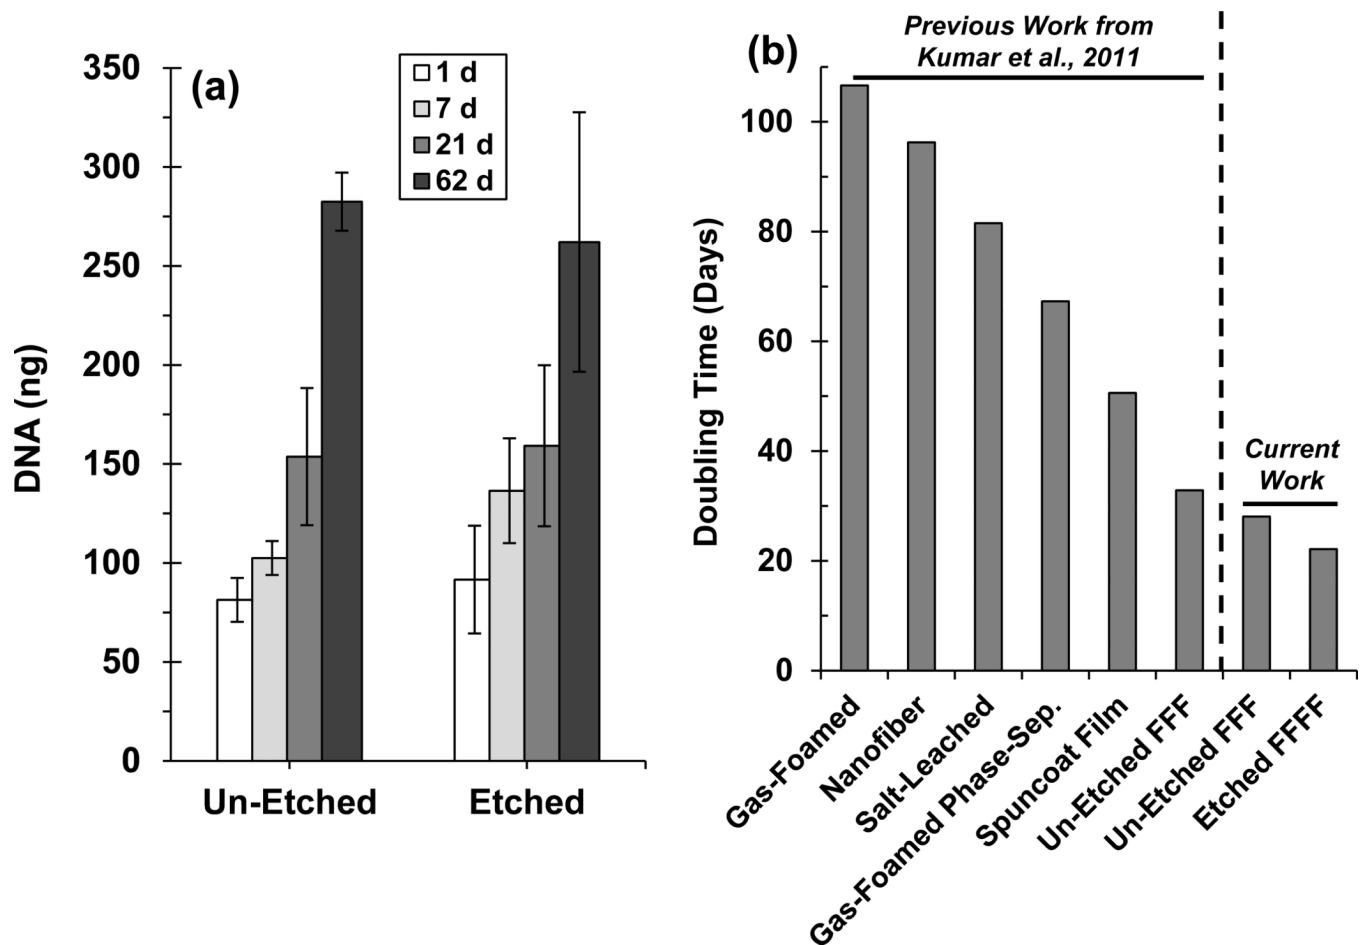 (a)
1 d
7 d
21 d
62 d
DNA (ng)
350
300
250
200
150
100
50
0
Un-Etched
Etched
(b)
Previous Work from
Kumar et al., 2011
Current
Work
Doubling Time (Days)
100
80
60
40
20
0
Gas-Foamed
Nanofiber
Salt-Leached
Gas-Foamed Phase-Sep.
Spuncoat Film
Un-Etched FFF
Un-Etched FFF
Etched FFFF